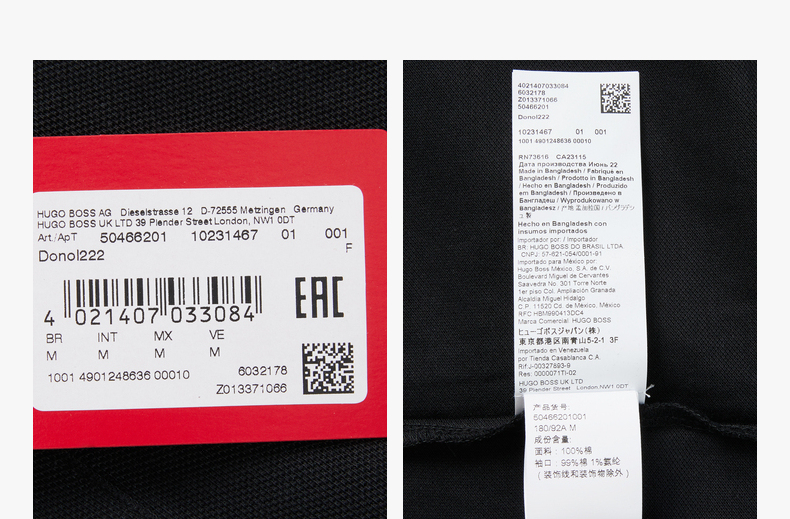 HUGO BOSS AG Dieselstrasse 12 D-72555 Metzingen Germany
HUGO BOSS UK LTD 39 Plender Street London, NW1 0DT
Art./АрТ 50466201 10231467 01 001
F
Donol222
EAC
4 021407 033084
BR INT MX VE
M M M M
6032178
1001 4901248636 00010
Z013371066
4021407033084
6032178
Z013371066
50466201
Donol222
10231467 01 001
1001 4901248636 00010
RN73616 CA23115
Дата производства Июнь 22
Made in Bangladesh / Fabriqué en
Bangladesh / Prodotto in Bangladesh
/ Hecho en Bangladesh / Produzido
em Bangladesh / Произведено в
Бангладеш / Wyprodukowano w
Bangladesz / 产地 孟加拉国 / バングラデシ
ュ製
Hecho en Bangladesh con
insumos importados
Importador por: / Importador
BR: HUGO BOSS DO BRASIL LTDA.
CNPJ: 57-621-054/0001-91
Importado para México por:
Hugo Boss México, S.A. de C.V.
Boulevard Miguel de Cervantes
Saavedra No. 301 Torre Norte
1er piso Col. Ampliación Granada
Alcaldía Miguel Hidalgo
C.P. 11520 Cd. de México, México
RFC HBM990413DC4
Marca Comercial: HUGO BOSS
ヒューゴボスジャパン(株)
東京都港区南青山5-2-1 3F
Importado en Venezuela
por Tienda Casablanca C.A.
Rif:J-00327893-9
Res: 0000071TI-02
HUGO BOSS UK LTD
39 Plender Street London,NW1 0DT
产品货号:
50466201001
180/92A M
成份含量:
面料: 100%棉
袖口: 99%棉 1%氨纶
(装饰线和装饰物除外)